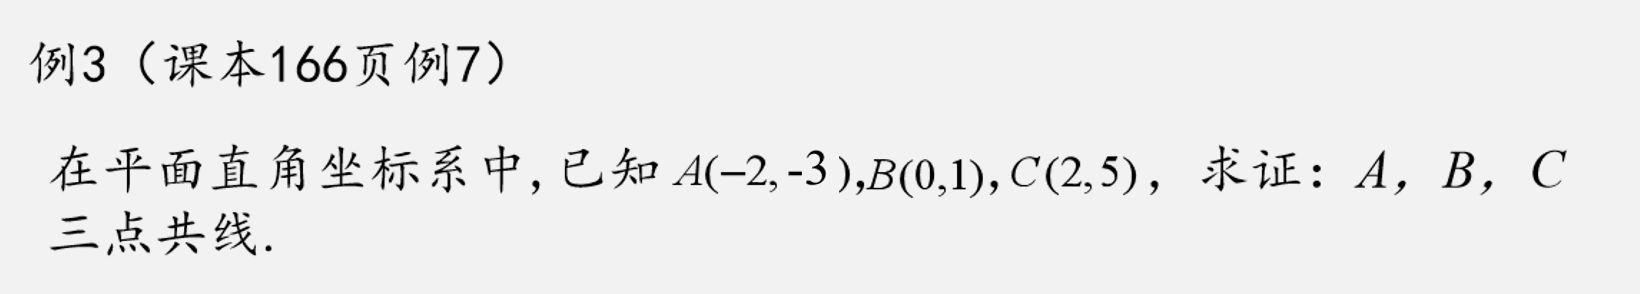 例3（课本166页例7）
在平面直角坐标系中,已知 A(−2, -3 ),B(0,1), C(2,5) ，求证：A，B，C
三点共线.